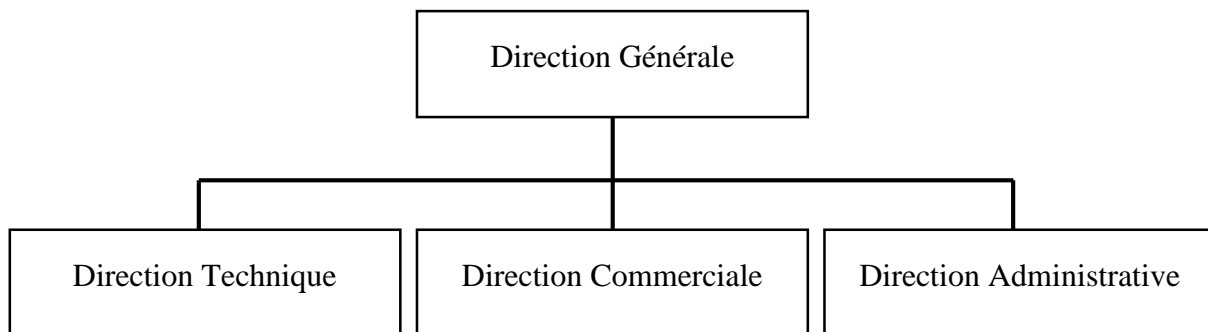 Direction Générale
Direction Technique
Direction Commerciale
Direction Administrative